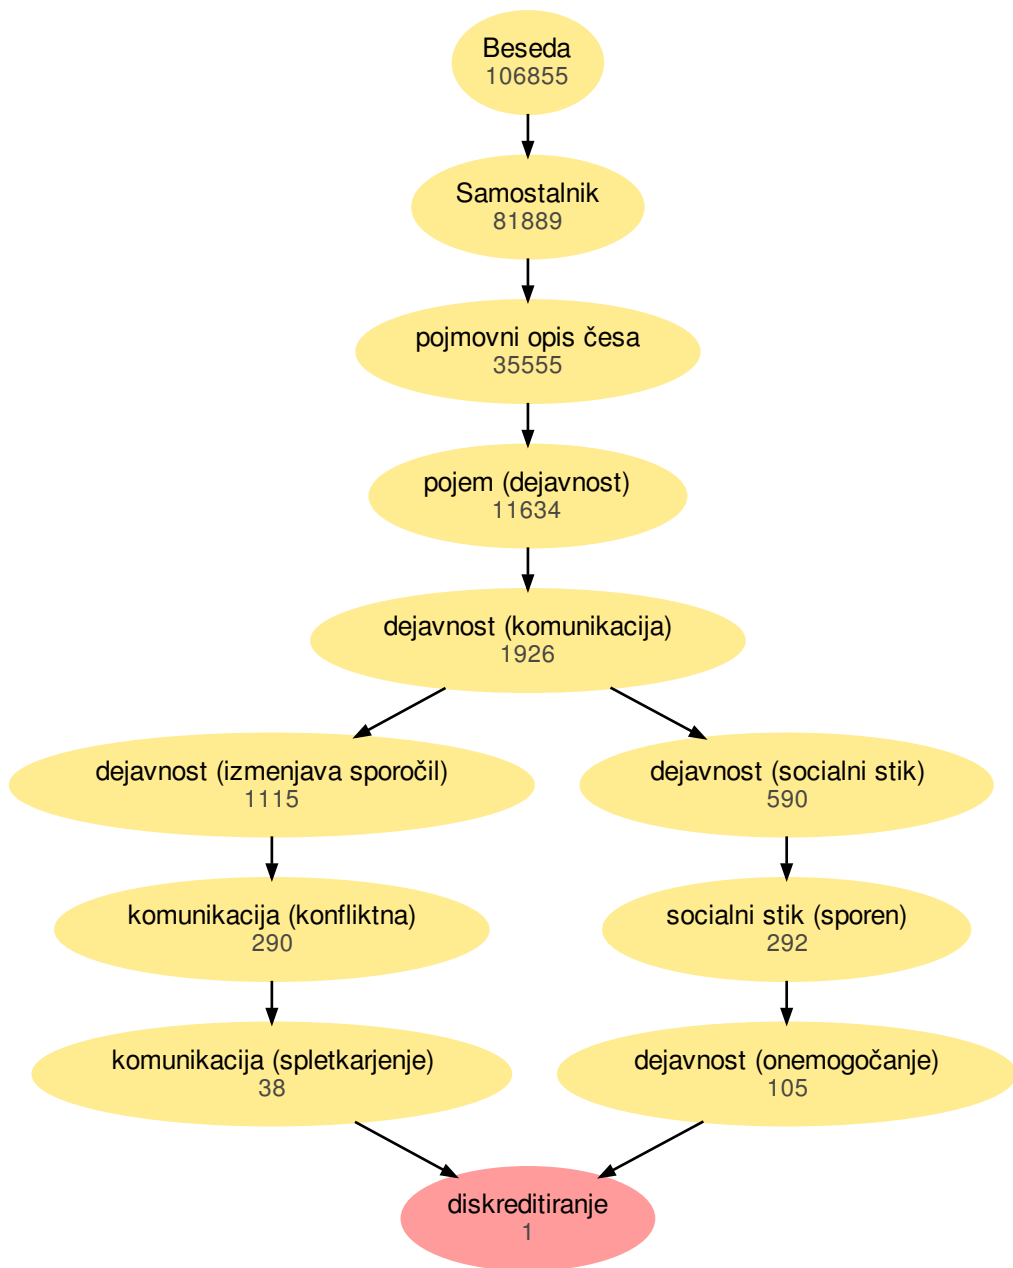 Beseda
106855
Samostalnik
81889
pojmovni opis česa
35555
pojem (dejavnost)
11634
dejavnost (komunikacija)
1926
dejavnost (izmenjava sporočil)
1115
dejavnost (socialni stik)
590
komunikacija (konfliktna)
290
socialni stik (sporen)
292
komunikacija (spletkarjenje)
38
dejavnost (onemogočanje)
105
diskreditiranje
1